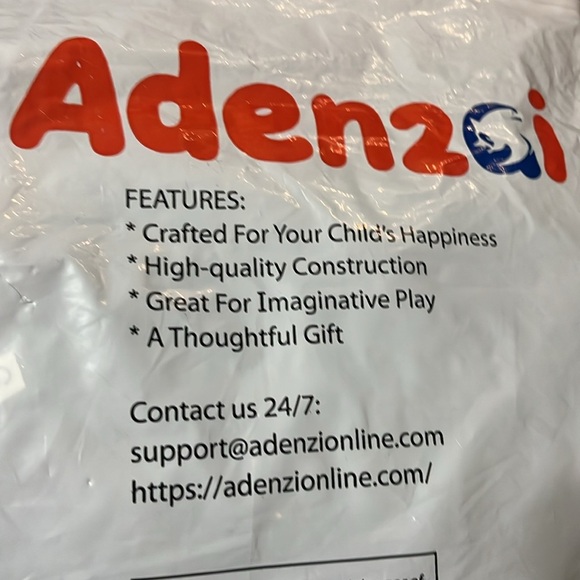 Adenzai
FEATURES:
* Crafted For Your Child's Happiness
* High-quality Construction
* Great For Imaginative Play
* A Thoughtful Gift
Contact us 24/7:
support@adenzionline.com
https://adenzionline.com/